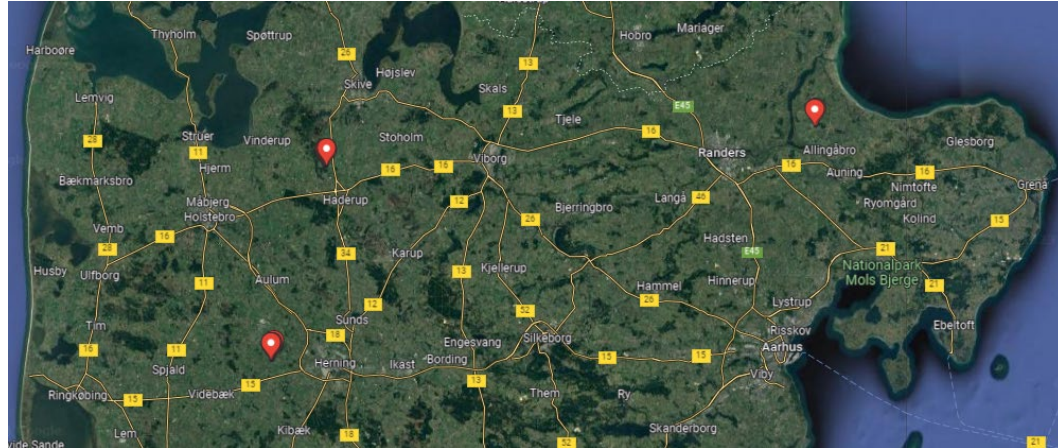 Thyholm
Spøttrup
Hobro
Mariager
Harboøre
26
13
Højslev
Skive
Skals
Lemvig
E45
Tjele
Struer
28
Vinderup
Stoholm
16
Allingåbro
Glesborg
11
Hjerm
Viborg
Randers
16
Auning
16
Bækmarksbro
16
16
Nimtofte
Grenå
Måbjerg
Haderup
12
Langå
46
Ryomgård
Holstebro
Bjerringbro
Kolind
15
Vemb
16
26
Hadsten
28
34
Karup
E45
21
Husby
Ulfborg
13
Kjellerup
Nationalpark
Mols Bjerge
Aulum
11
Hammel
Hinnerup
21
12
26
Lystrup
52
Tim
Sunds
Risskov
Ebeltoft
18
Engesvang
Silkeborg
Aarhus
16
11
Bording
15
15
Spjald
Herning
Ikast
Viby
15
13
Ringkøbing
15
Videbæk
Them
Ry
Lem
Kibæk
18
Skanderborg
52
21
vide Sande